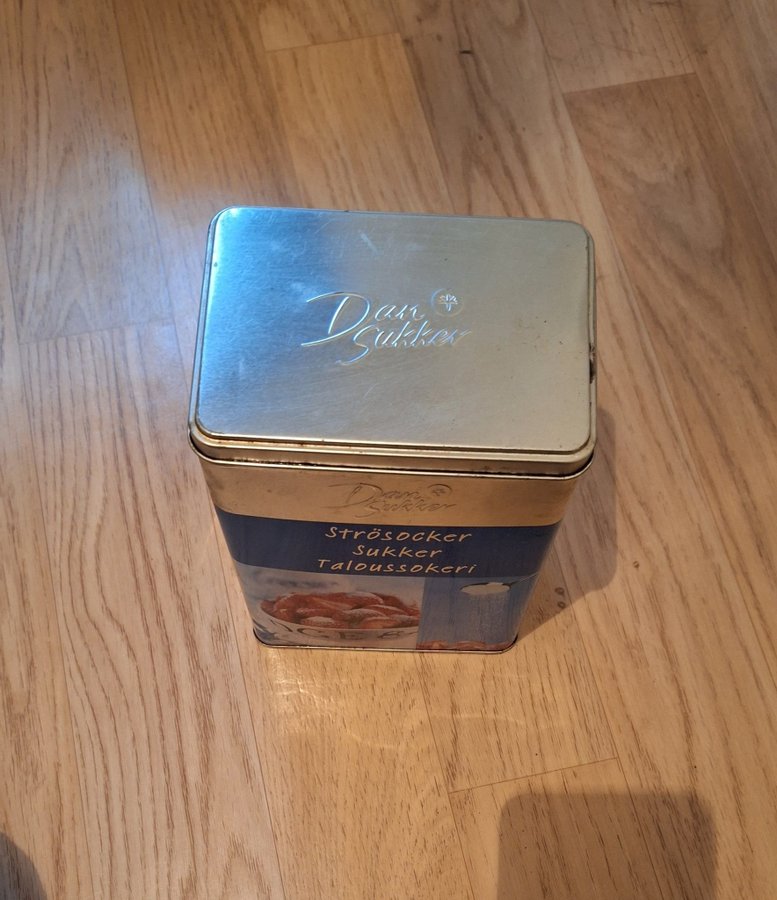 Dan
Sukker
Dan
Sukker
Strösocker
Sukker
Taloussokeri